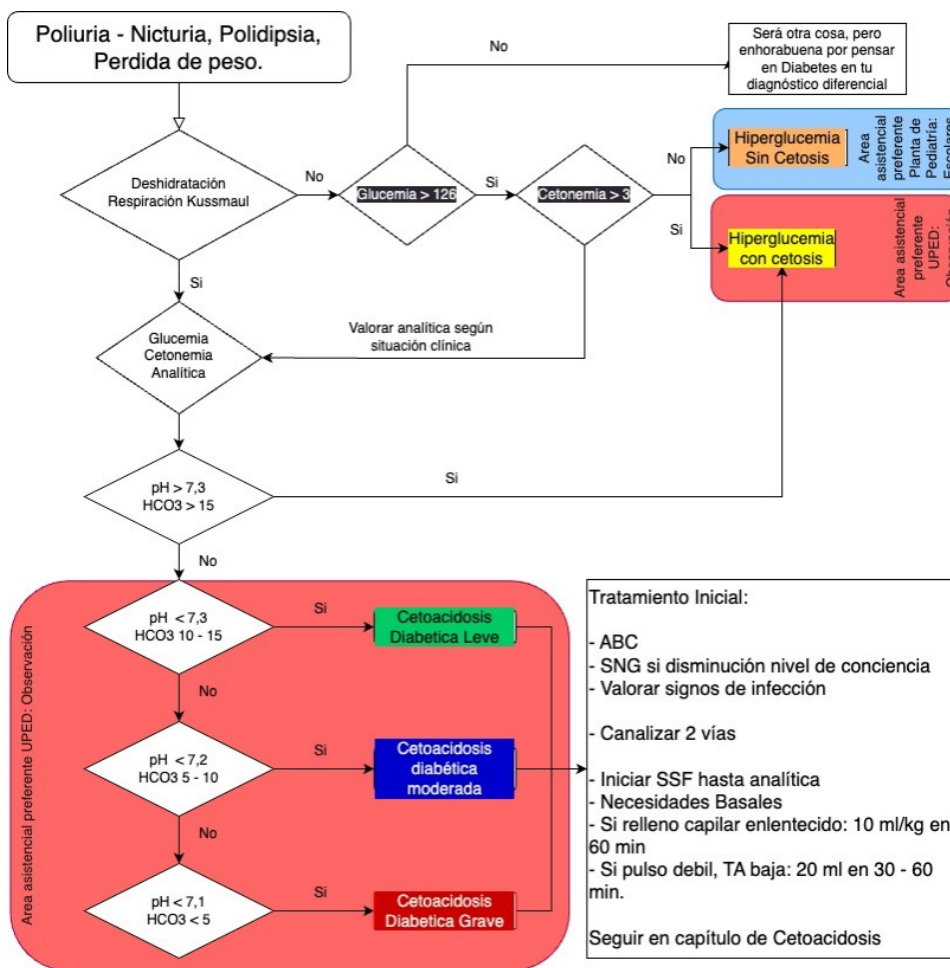 Poliuria - Nicturia, Polidipsia,
Perdida de peso.
No
Será otra cosa, pero
enhorabuena por pensar
en Diabetes en tu
diagnóstico diferencial
Deshidratación
Respiración Kussmaul
No
Glucemia > 126
Si
Cetonemia > 3
No
Si
Hiperglucemia
Sin Cetosis
Area
asistencial
preferente
Planta de
Pediatría:
Escolares
Hiperglucemia
con cetosis
Area asistencial
preferente
UPED:
Observación
Si
Glucemia
Cetonemia
Analítica
Valorar analítica según
situación clínica
pH > 7,3
HCO3 > 15
Si
No
Area asistencial preferente UPED: Observación
pH < 7,3
HCO3 10 - 15
Si
Cetoacidosis
Diabetica Leve
No
pH < 7,2
HCO3 5 - 10
Si
Cetoacidosis
diabética
moderada
No
pH < 7,1
HCO3 < 5
Si
Cetoacidosis
Diabetica Grave
Tratamiento Inicial:
- ABC
- SNG si disminución nivel de conciencia
- Valorar signos de infección
- Canalizar 2 vías
- Iniciar SSF hasta analítica
- Necesidades Basales
- Si relleno capilar enlentecido: 10 ml/kg en
60 min
- Si pulso debil, TA baja: 20 ml en 30 - 60
min.
Seguir en capítulo de Cetoacidosis